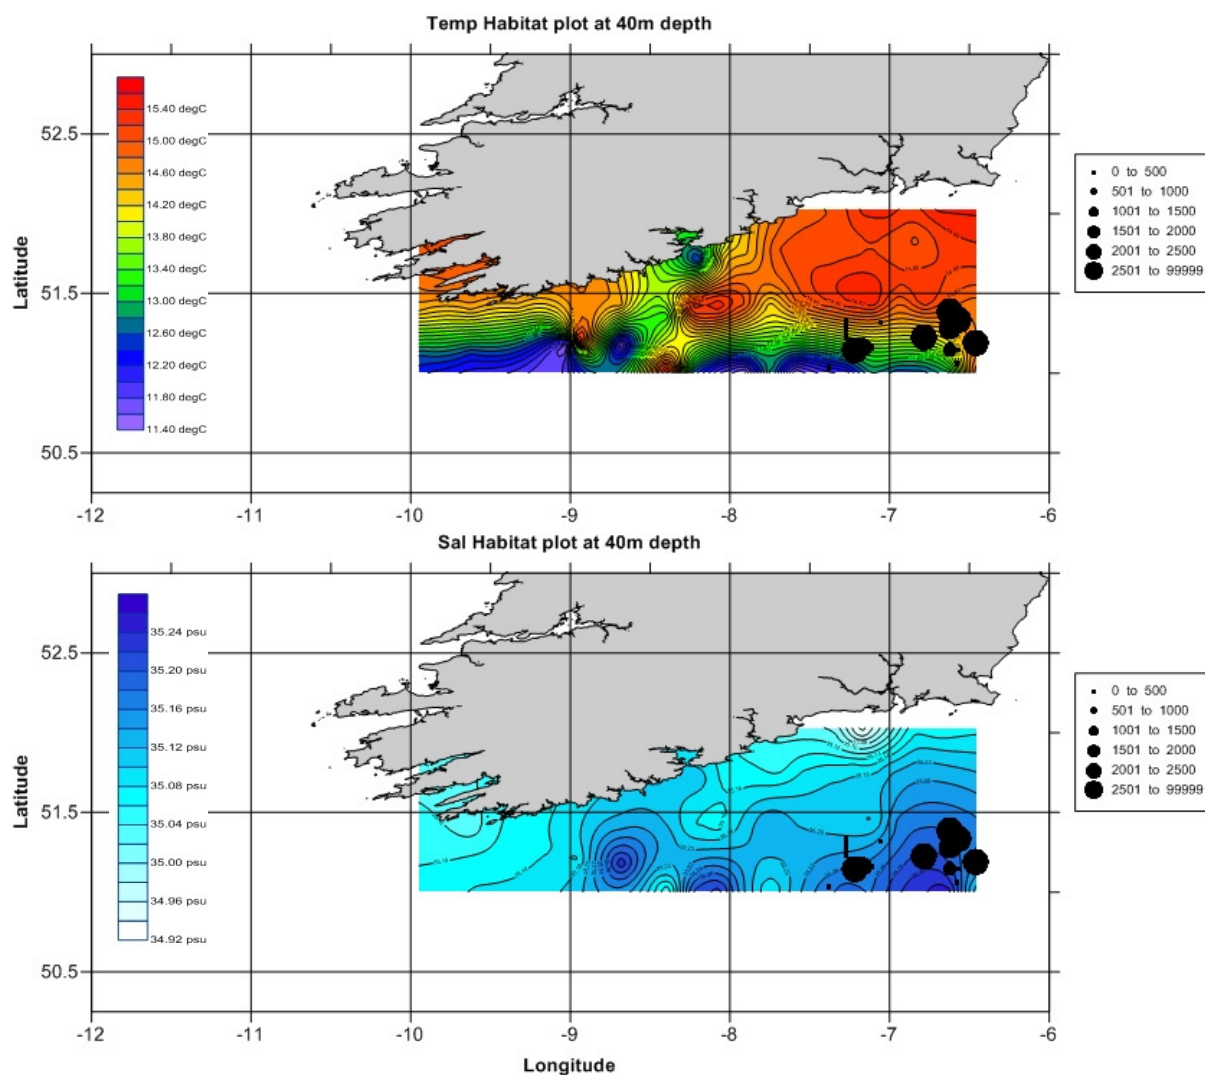 Temp Habitat plot at 40m depth
15.40 degC
15.00 degC
14.60 degC
14.20 degC
13.80 degC
13.40 degC
13.00 degC
12.60 degC
12.20 degC
11.80 degC
11.40 degC
52.5
51.5
50.5
Latitude
-12
-11
-10
-9
-8
-7
-6
0 to 500
501 to 1000
1001 to 1500
1501 to 2000
2001 to 2500
2501 to 99999
Sal Habitat plot at 40m depth
35.24 psu
35.20 psu
35.16 psu
35.12 psu
35.08 psu
35.04 psu
35.00 psu
34.96 psu
34.92 psu
52.5
51.5
50.5
Latitude
-12
-11
-10
-9
-8
-7
-6
Longitude
0 to 500
501 to 1000
1001 to 1500
1501 to 2000
2001 to 2500
2501 to 99999